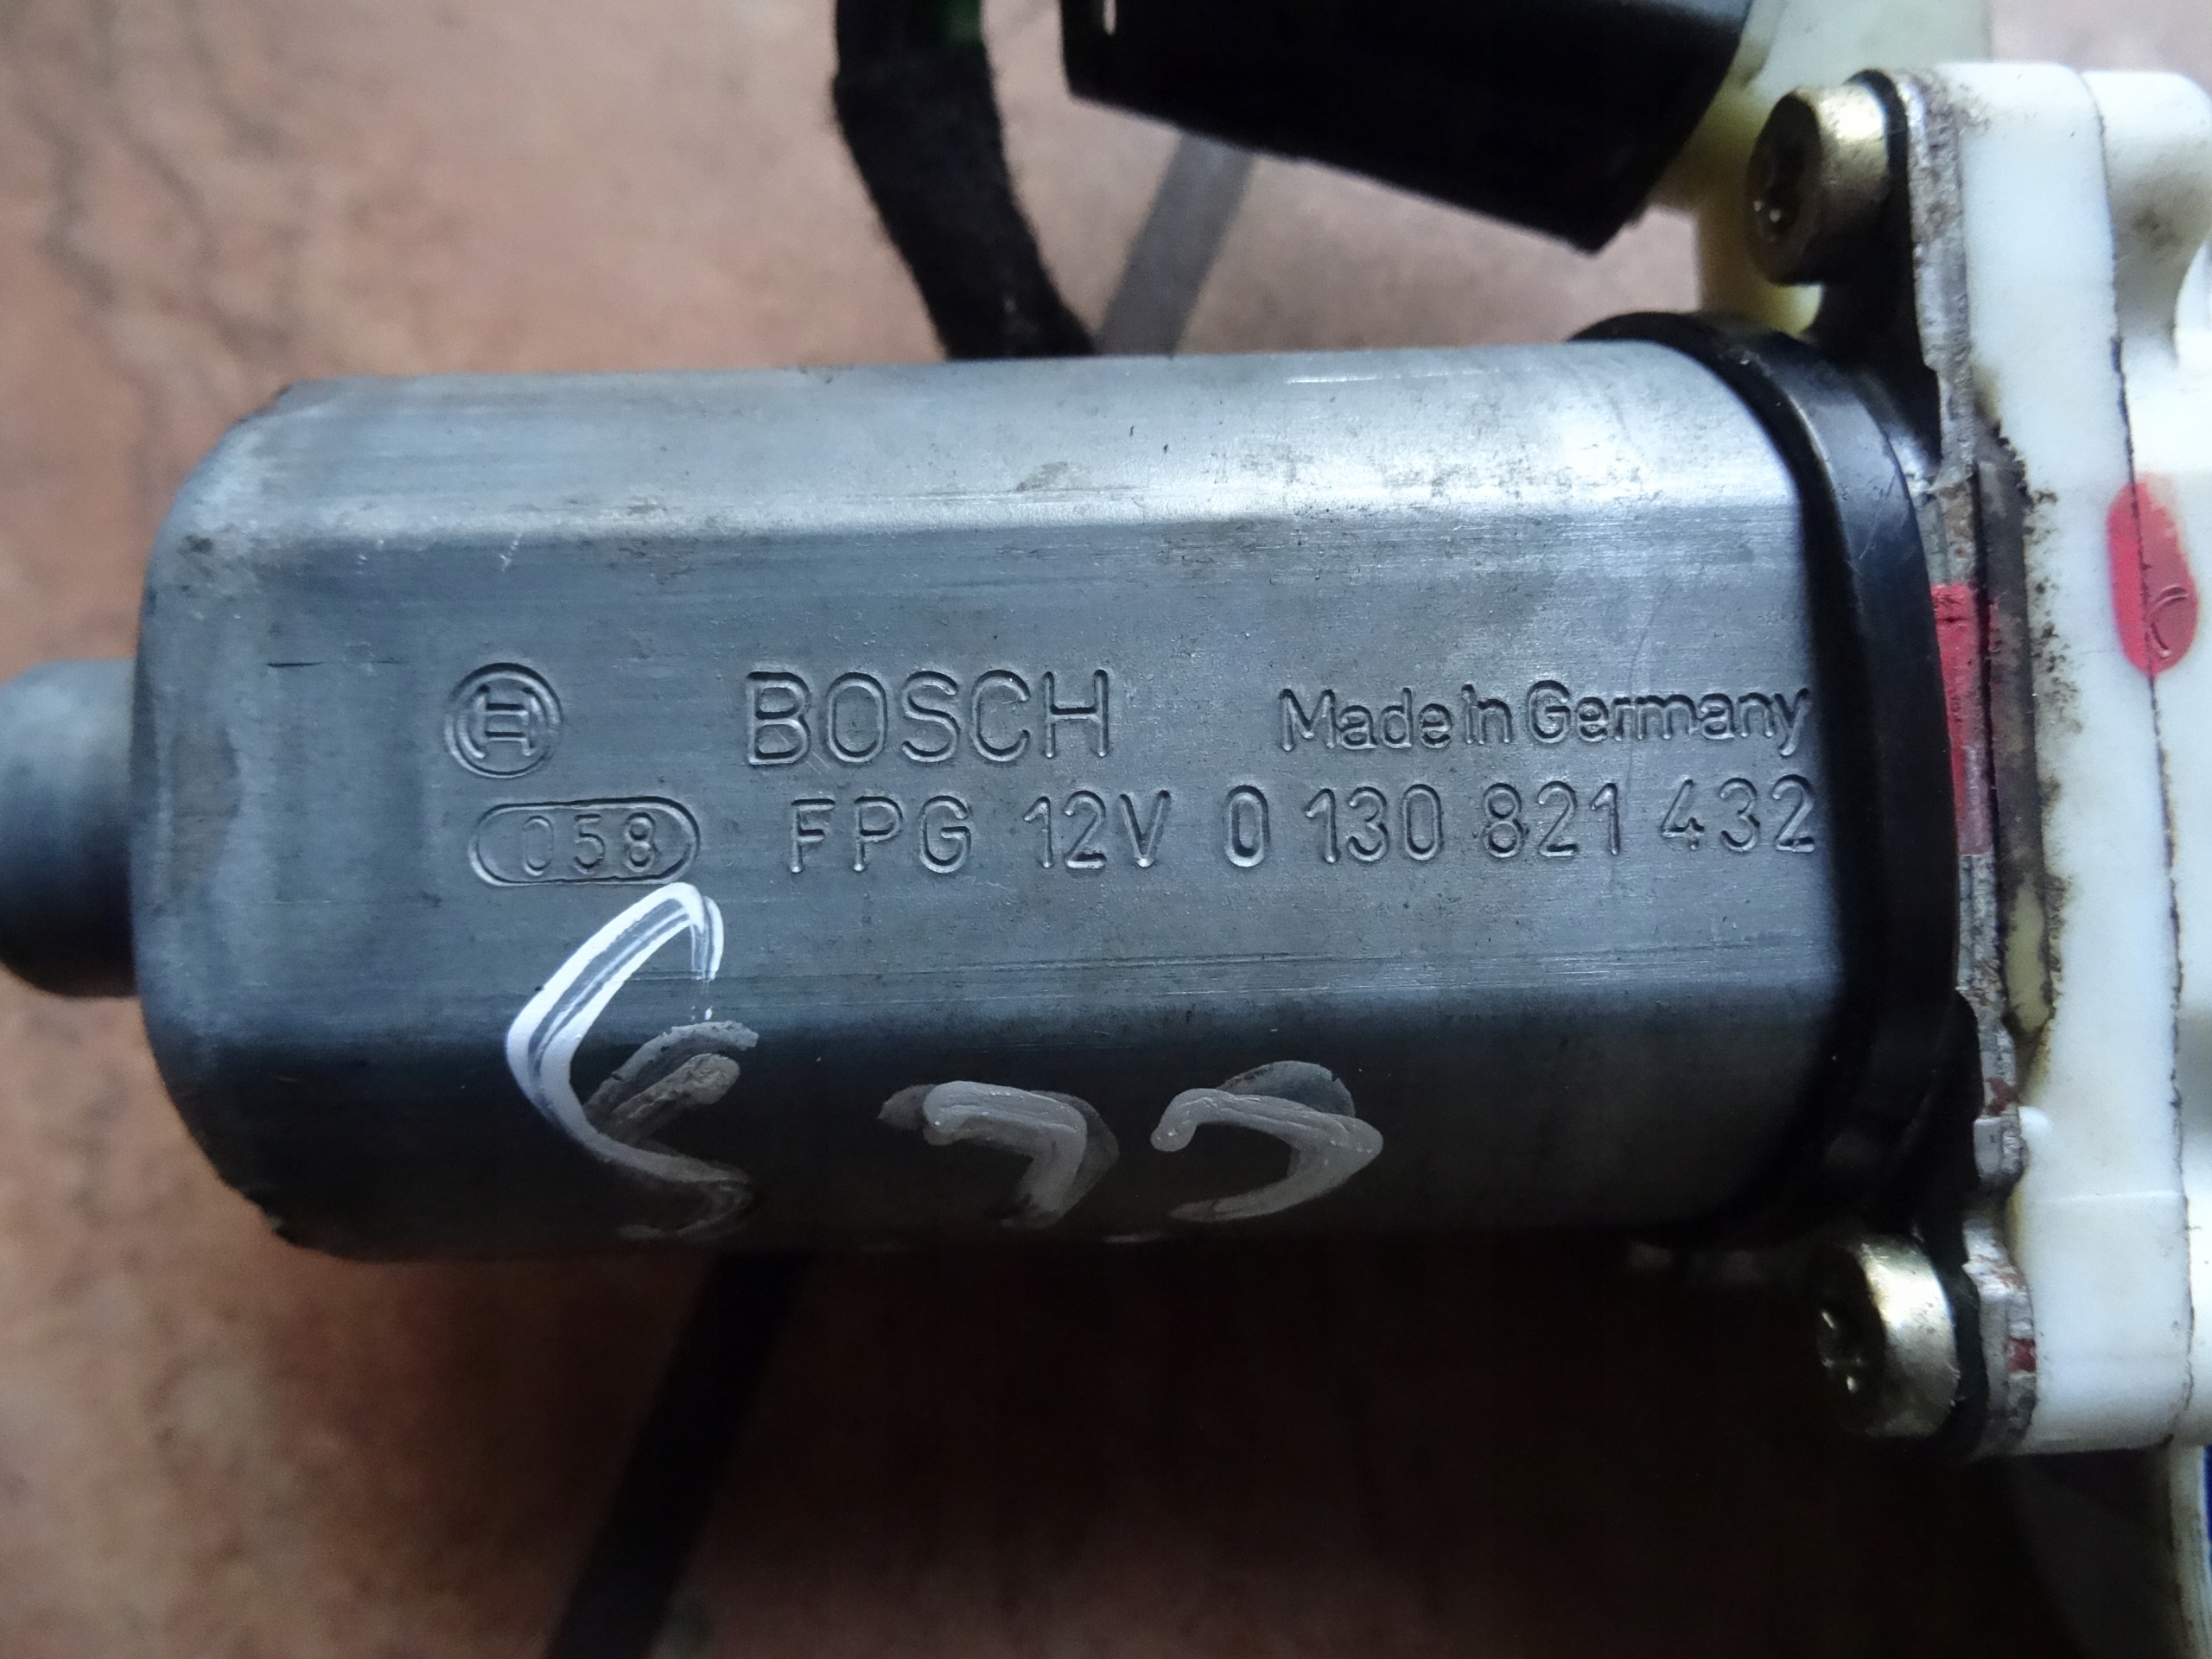 BOSCH Made in Germany
058 FPG 12V 0 130 821 432